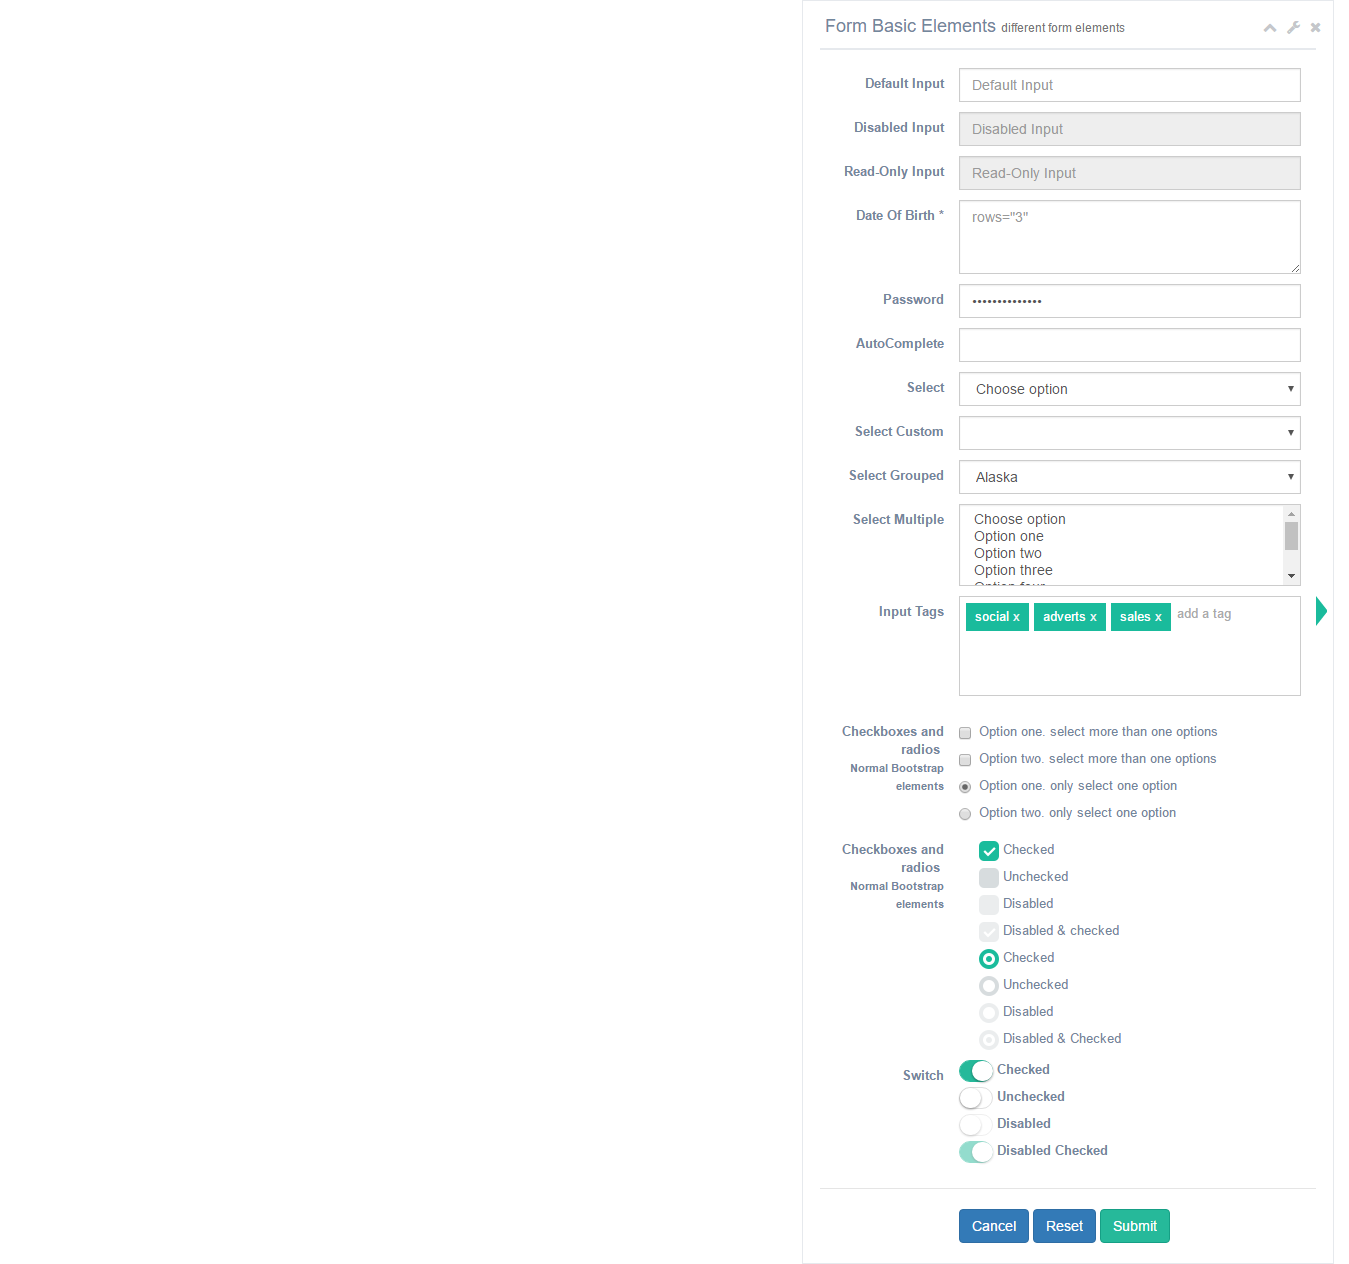 Form Basic Elements different form elements
Default Input Default Input
Disabled Input Disabled Input
Read-Only Input Read-Only Input
Date Of Birth * rows="3"
Password ••••••••••••••
AutoComplete
Select Choose option
Select Custom
Select Grouped Alaska
Select Multiple Choose option
Option one
Option two
Option three
Option four
Input Tags social x adverts x sales x add a tag
Checkboxes and radios
Normal Bootstrap elements
Option one. select more than one options
Option two. select more than one options
Option one. only select one option
Option two. only select one option
Checkboxes and radios
Normal Bootstrap elements
Checked
Unchecked
Disabled
Disabled & checked
Checked
Unchecked
Disabled
Disabled & Checked
Switch Checked
Unchecked
Disabled
Disabled Checked
Cancel Reset Submit